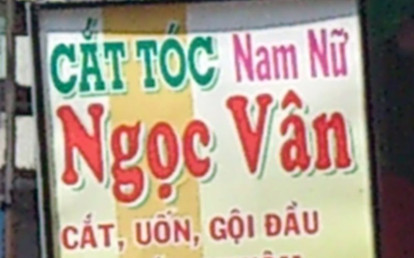 CẮT TÓC Nam Nữ
Ngọc Vân
CẮT, UỐN, GỘI ĐẦU